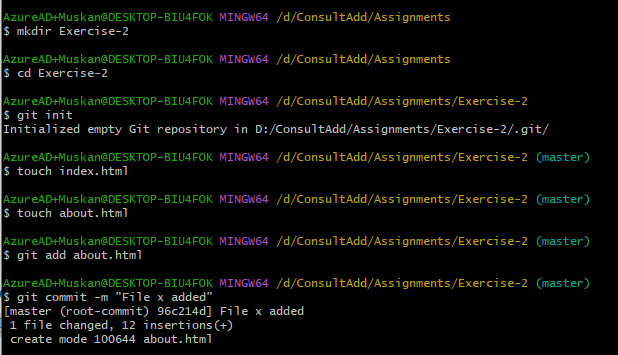 AzureAD+Muskan@DESKTOP-BIU4FOK MINGW64 /d/ConsultAdd/Assignments
$ mkdir Exercise-2
AzureAD+Muskan@DESKTOP-BIU4FOK MINGW64 /d/ConsultAdd/Assignments
$ cd Exercise-2
AzureAD+Muskan@DESKTOP-BIU4FOK MINGW64 /d/ConsultAdd/Assignments/Exercise-2
$ git init
Initialized empty Git repository in D:/ConsultAdd/Assignments/Exercise-2/.git/
AzureAD+Muskan@DESKTOP-BIU4FOK MINGW64 /d/ConsultAdd/Assignments/Exercise-2 (master)
$ touch index.html
AzureAD+Muskan@DESKTOP-BIU4FOK MINGW64 /d/ConsultAdd/Assignments/Exercise-2 (master)
$ touch about.html
AzureAD+Muskan@DESKTOP-BIU4FOK MINGW64 /d/ConsultAdd/Assignments/Exercise-2 (master)
$ git add about.html
AzureAD+Muskan@DESKTOP-BIU4FOK MINGW64 /d/ConsultAdd/Assignments/Exercise-2 (master)
$ git commit -m "File x added"
[master (root-commit) 96c214d] File x added
 1 file changed, 12 insertions(+)
 create mode 100644 about.html